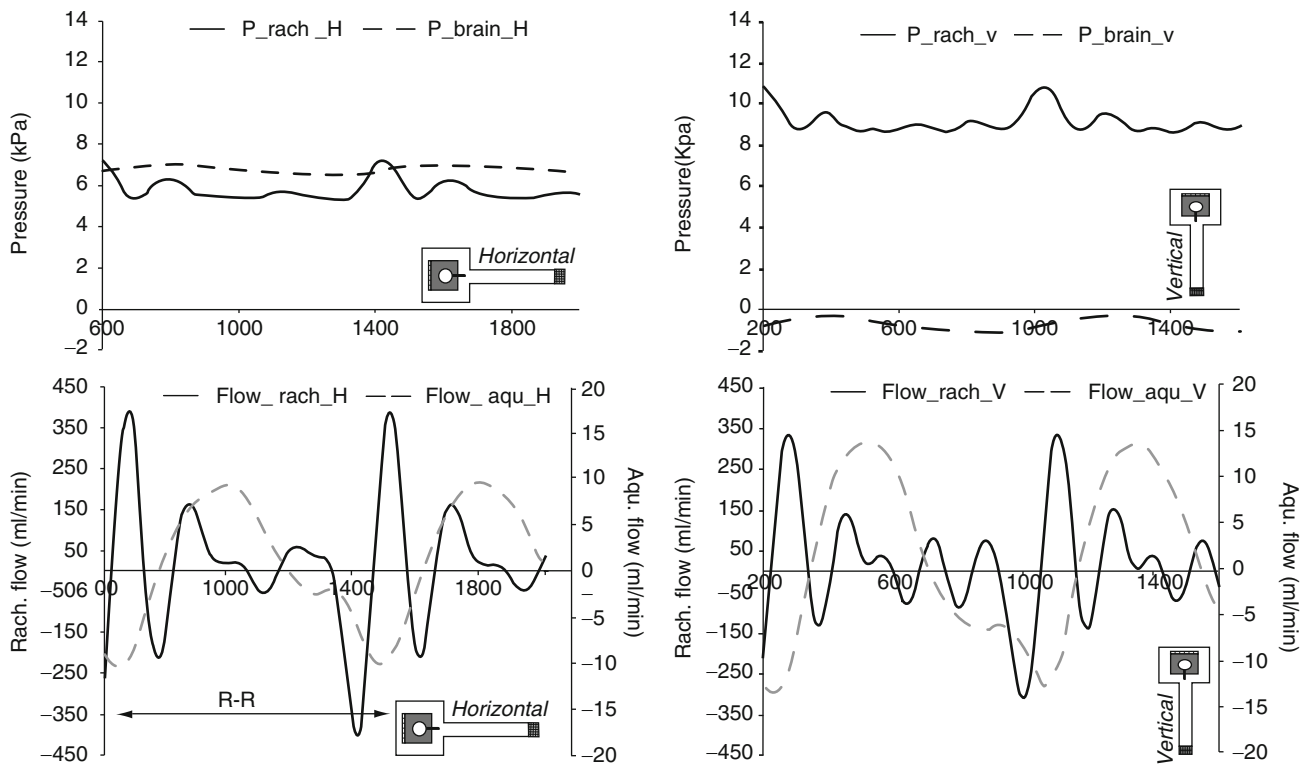 P_rach _H P_brain_H
Pressure (kPa)
14
12
10
8
6
4
2
0
−2
600 1000 1400 1800
Horizontal
P_rach_v P_brain_v
Pressure(Kpa)
14
12
10
8
6
4
2
0
−2
200 600 1000 1400
Vertical
Flow_ rach_H Flow_ aqu_H
Rach. flow (ml/min)
450
350
250
150
50
−506
−150
−250
−350
−450
00 1000 1400 1800
20
15
10
5
0
−5
−10
−15
−20
Aqu. flow (ml/min)
R-R
Horizontal
Flow_rach_V Flow_aqu_V
Rach. flow (ml/min)
450
350
250
150
50
−50
−150
−250
−350
−450
200 600 1000 1400
20
15
10
5
0
−5
−10
−15
−20
Aqu. flow (ml/min)
Vertical